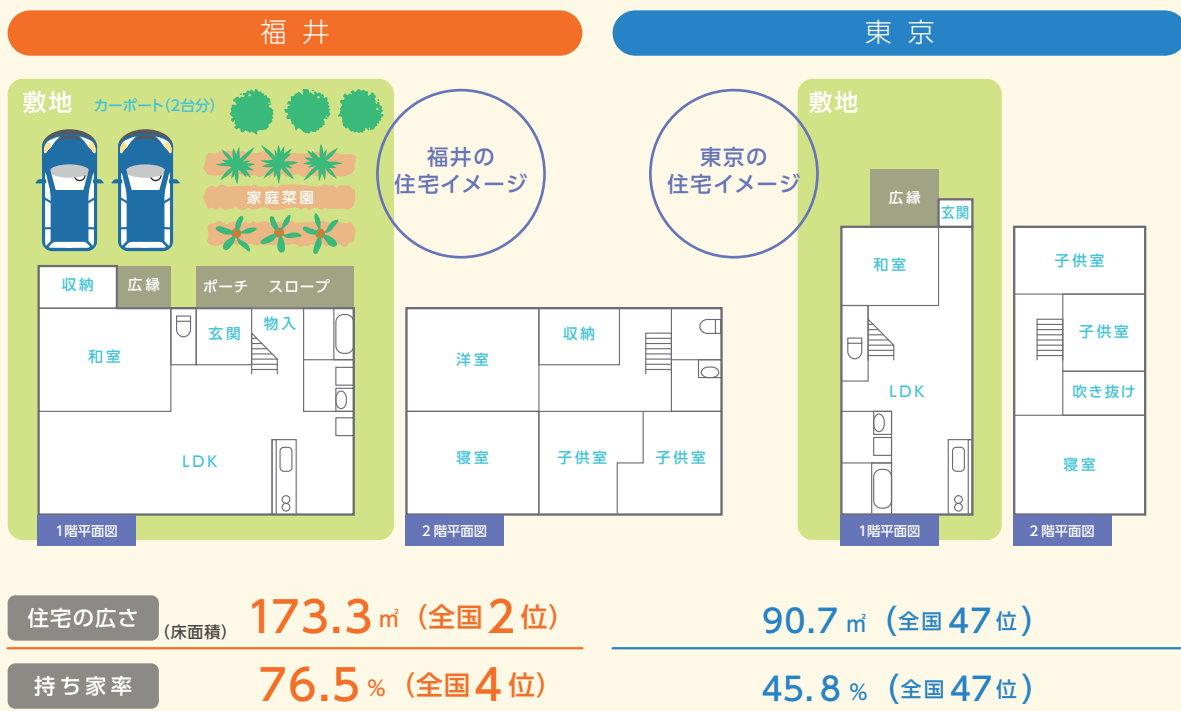 福井
東京
敷地
カーポート(2台分)
家庭菜園
福井の
住宅イメージ
収納
広縁
ポーチ
スロープ
和室
玄関
物入
LDK
1階平面図
洋室
収納
寝室
子供室
子供室
2階平面図
東京の
住宅イメージ
敷地
広縁
玄関
和室
LDK
1階平面図
子供室
子供室
吹き抜け
寝室
2階平面図
住宅の広さ (床面積) 173.3㎡ (全国2位) 90.7㎡ (全国47位)
持ち家率 76.5% (全国4位) 45.8% (全国47位)